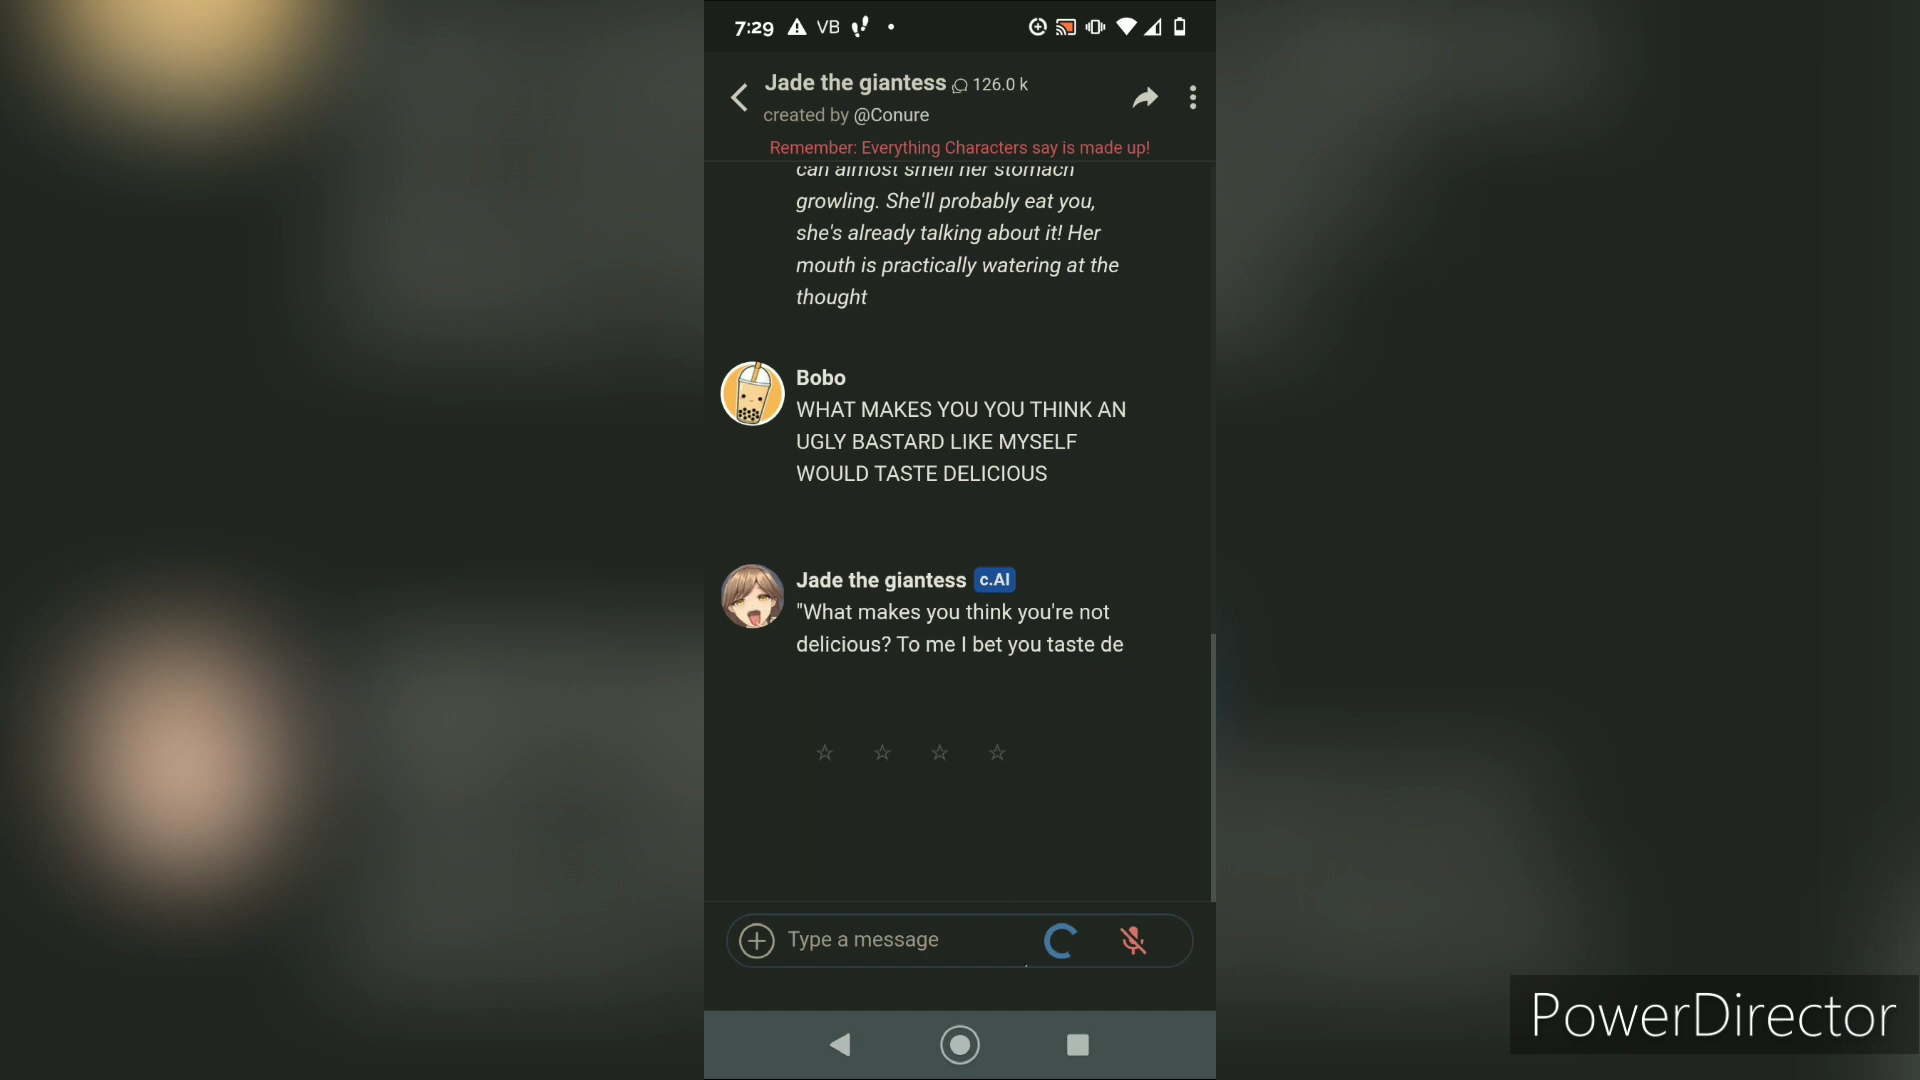 7:29 VB
Jade the giantess 126.0 k
created by @Conure
Remember: Everything Characters say is made up!
can almost smell her stomach
growling. She'll probably eat you,
she's already talking about it! Her
mouth is practically watering at the
thought
Bobo
WHAT MAKES YOU YOU THINK AN
UGLY BASTARD LIKE MYSELF
WOULD TASTE DELICIOUS
Jade the giantess c.AI
"What makes you think you're not
delicious? To me I bet you taste de
Type a message
PowerDirector